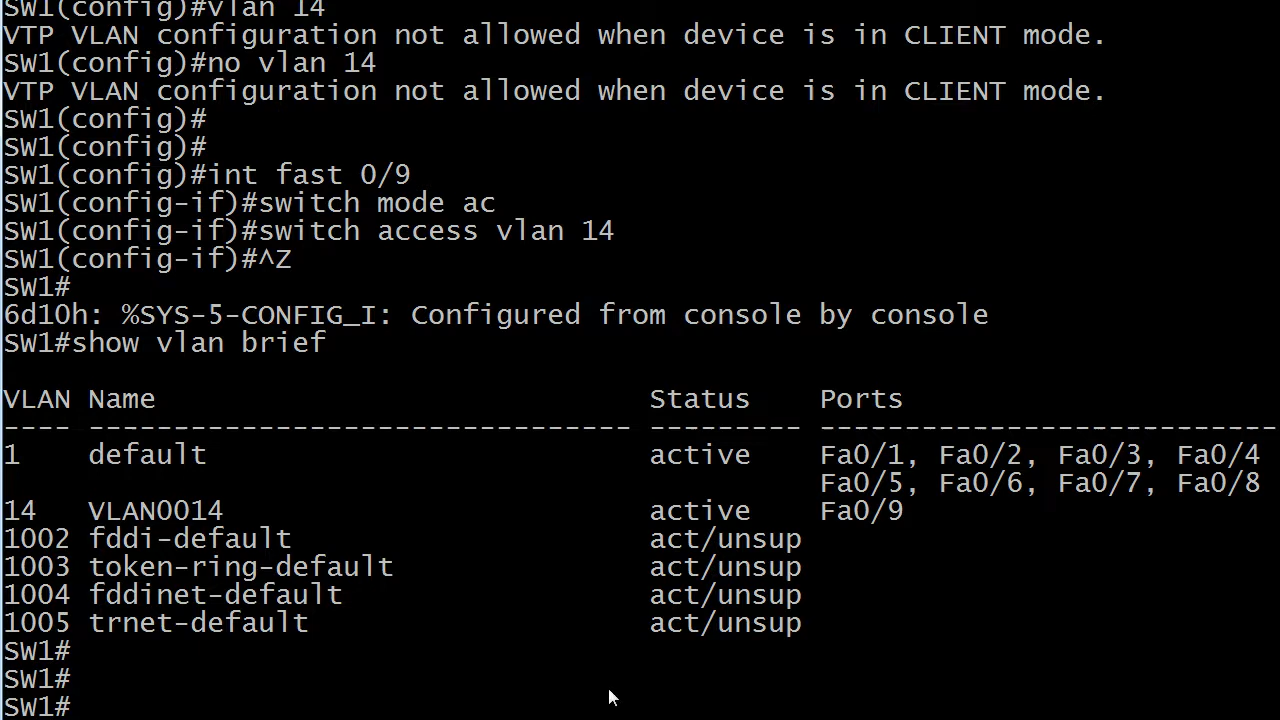 SW1(config)#vlan 14
VTP VLAN configuration not allowed when device is in CLIENT mode.
SW1(config)#no vlan 14
VTP VLAN configuration not allowed when device is in CLIENT mode.
SW1(config)#
SW1(config)#
SW1(config)#int fast 0/9
SW1(config-if)#switch mode ac
SW1(config-if)#switch access vlan 14
SW1(config-if)#^Z
SW1#
6d10h: %SYS-5-CONFIG_I: Configured from console by console
SW1#show vlan brief
VLAN Name                             Status    Ports
---- -------------------------------- --------- ---------------------------
1    default                          active    Fa0/1, Fa0/2, Fa0/3, Fa0/4
                                                Fa0/5, Fa0/6, Fa0/7, Fa0/8
14   VLAN0014                         active    Fa0/9
1002 fddi-default                     act/unsup
1003 token-ring-default               act/unsup
1004 fddinet-default                  act/unsup
1005 trnet-default                    act/unsup
SW1#
SW1#
SW1#